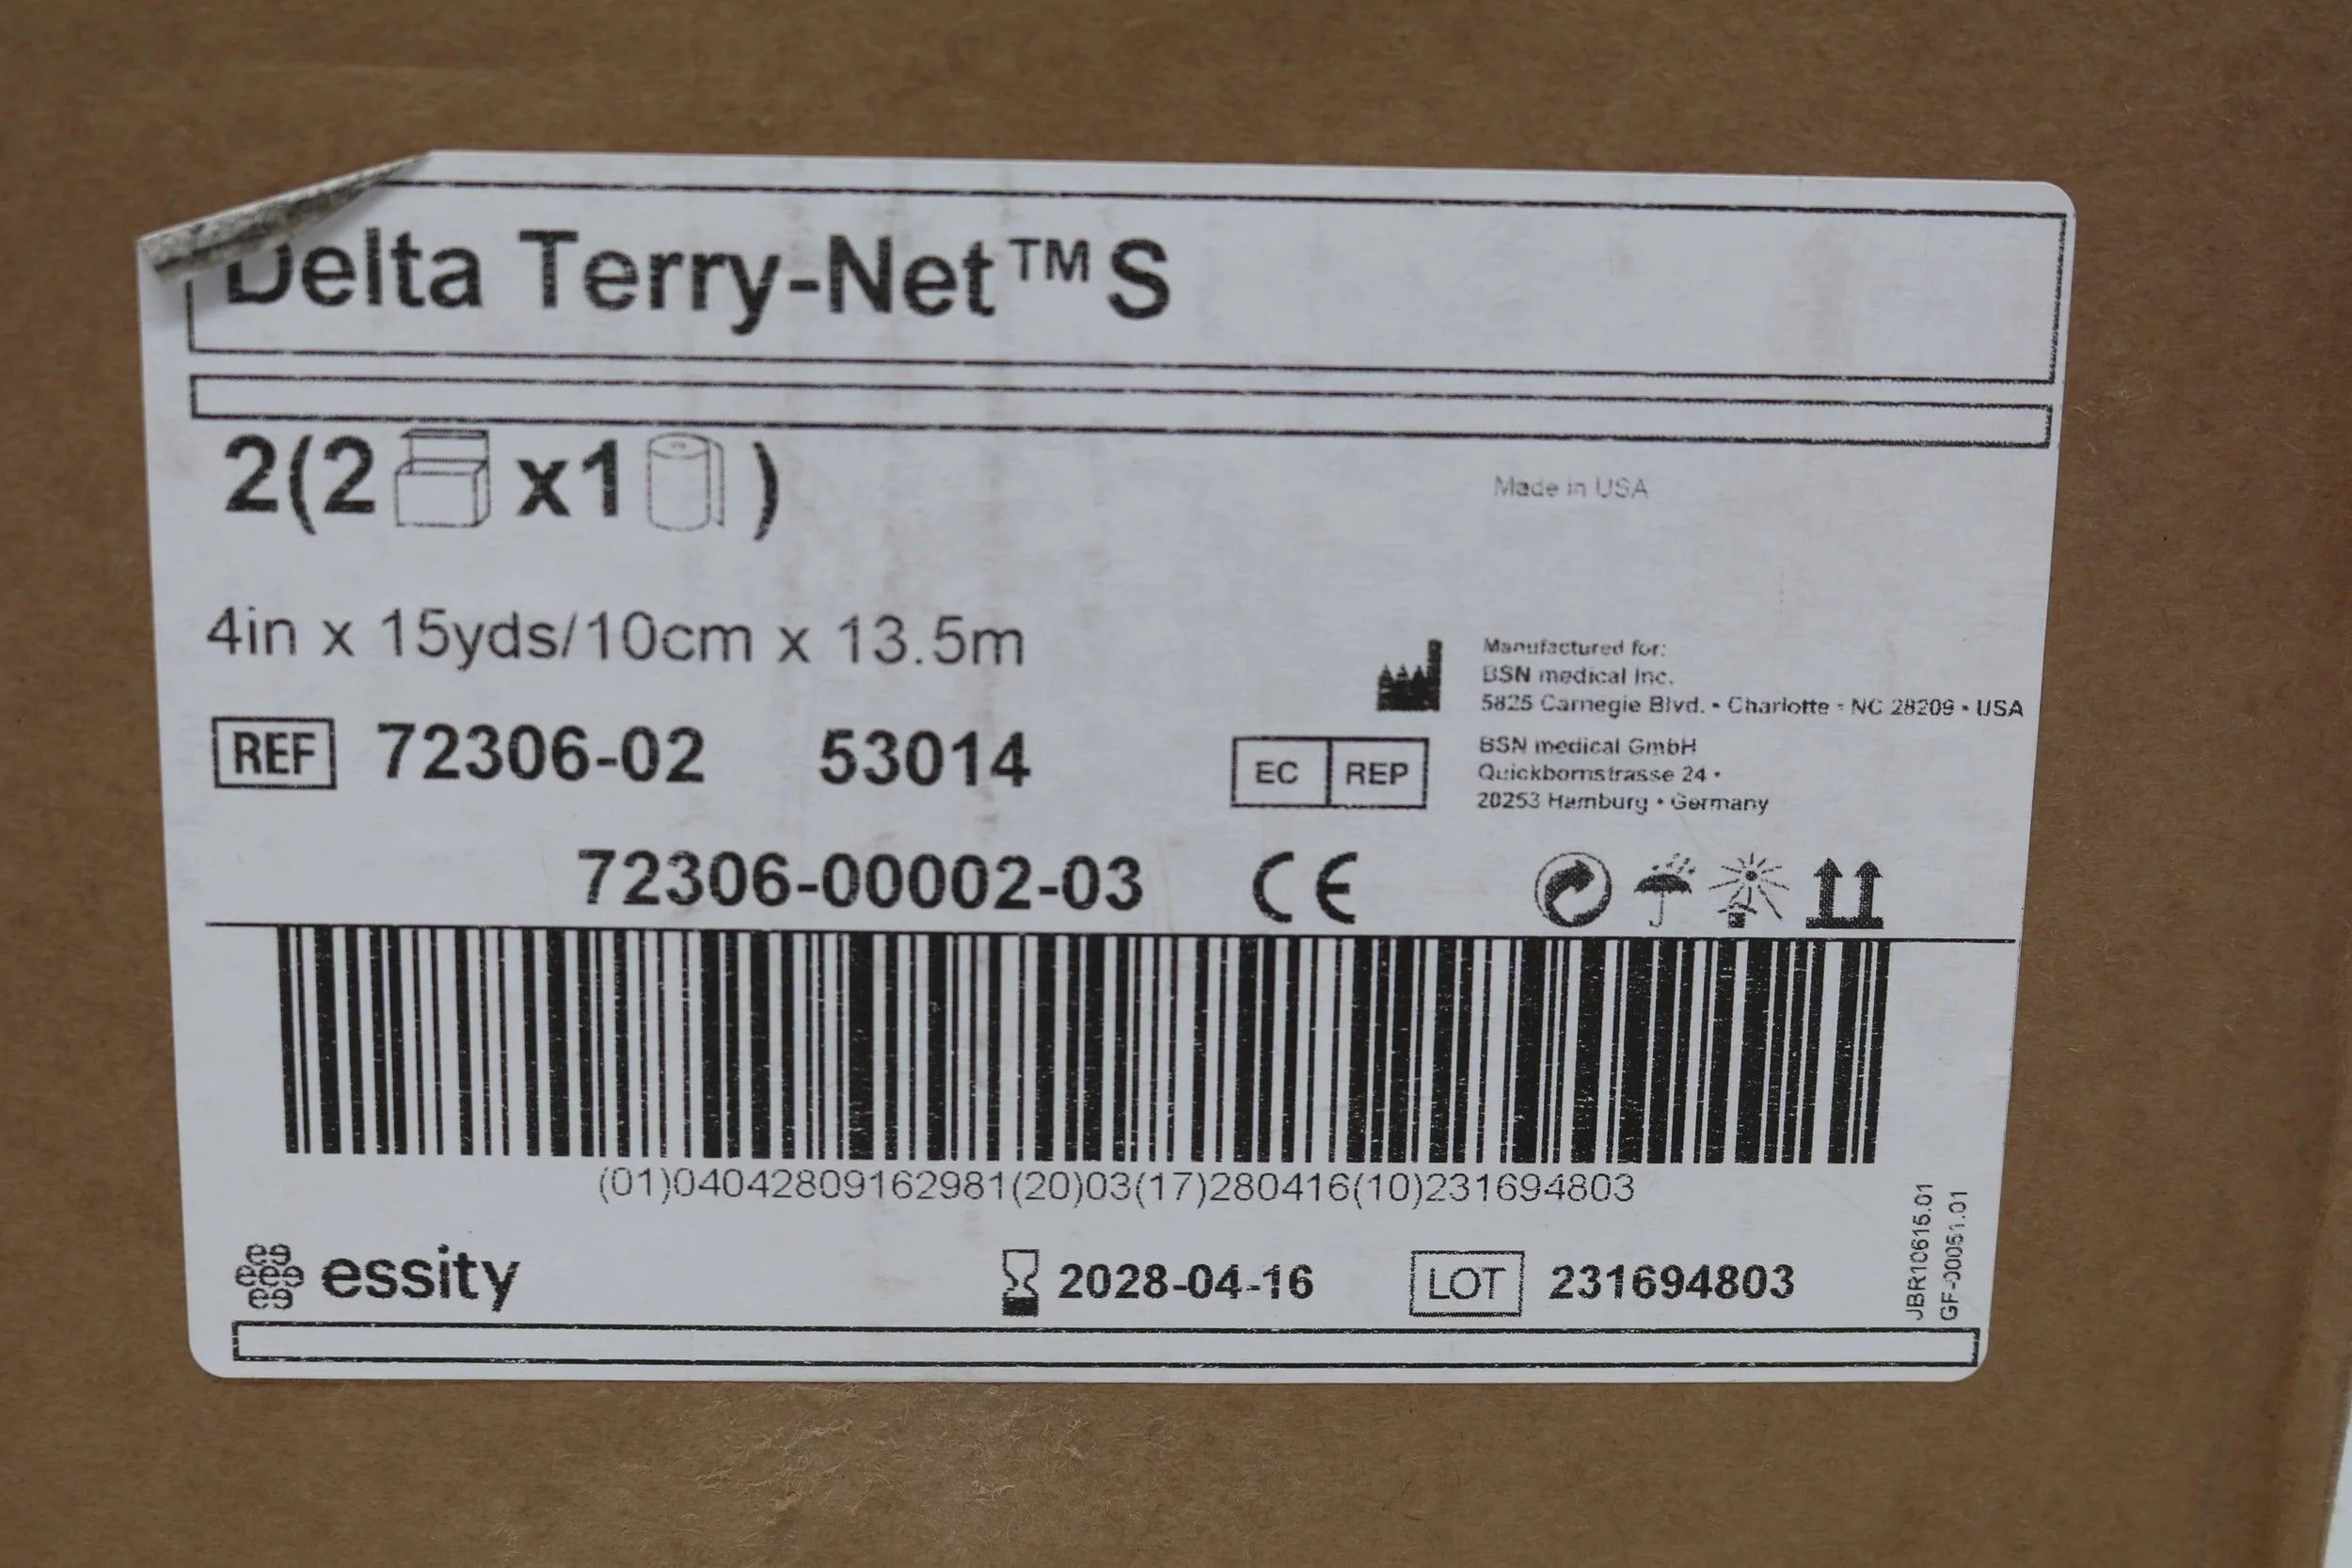 Delta Terry-Net™ S
2(2 x1 )
Made in USA
4in x 15yds/10cm x 13.5m
Manufactured for:
BSN medical Inc.
5825 Carnegie Blvd. • Charlotte • NC 28209 • USA
REF 72306-02 53014
EC REP
BSN medical GmbH
Quickbornstrasse 24 •
20253 Hamburg • Germany
72306-00002-03
CE
(01)04042809162981(20)03(17)280416(10)231694803
essity
2028-04-16
LOT 231694803
JBR10615.01
GF-00051.01